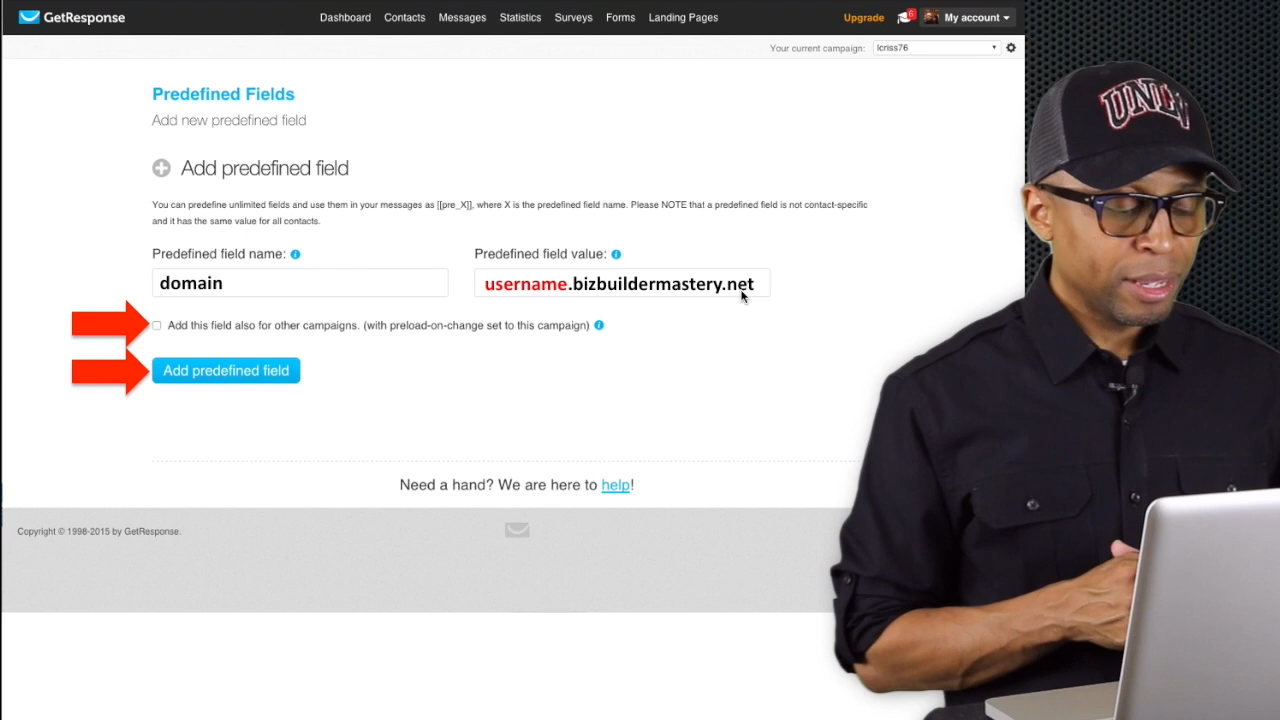 GetResponse
Dashboard Contacts Messages Statistics Surveys Forms Landing Pages
Upgrade 6 My account
Your current campaign: lcriss76
Predefined Fields
Add new predefined field
Add predefined field
You can predefine unlimited fields and use them in your messages as [[pre_X]], where X is the predefined field name. Please NOTE that a predefined field is not contact-specific
and it has the same value for all contacts.
Predefined field name: Predefined field value:
domain username.bizbuildermastery.net
Add this field also for other campaigns. (with preload-on-change set to this campaign)
Add predefined field
Need a hand? We are here to help!
Copyright © 1998-2015 by GetResponse.
UNLV